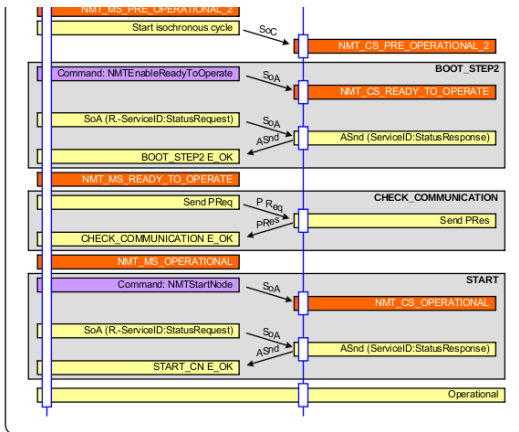 NMT_MS_PRE_OPERATIONAL_2
Start isochronous cycle
SoC
NMT_CS_PRE_OPERATIONAL_2
BOOT_STEP2
Command: NMTEnableReadyToOperate
SoA
NMT_CS_READY_TO_OPERATE
SoA (R.-ServiceID:StatusRequest)
SoA
ASnd
ASnd (ServiceID:StatusResponse)
BOOT_STEP2 E_OK
NMT_MS_READY_TO_OPERATE
CHECK_COMMUNICATION
Send PReq
P Req
PRes
Send PRes
CHECK_COMMUNICATION E_OK
NMT_MS_OPERATIONAL
START
Command: NMTStartNode
SoA
NMT_CS_OPERATIONAL
SoA (R.-ServiceID:StatusRequest)
SoA
ASnd
ASnd (ServiceID:StatusResponse)
START_CN E_OK
Operational